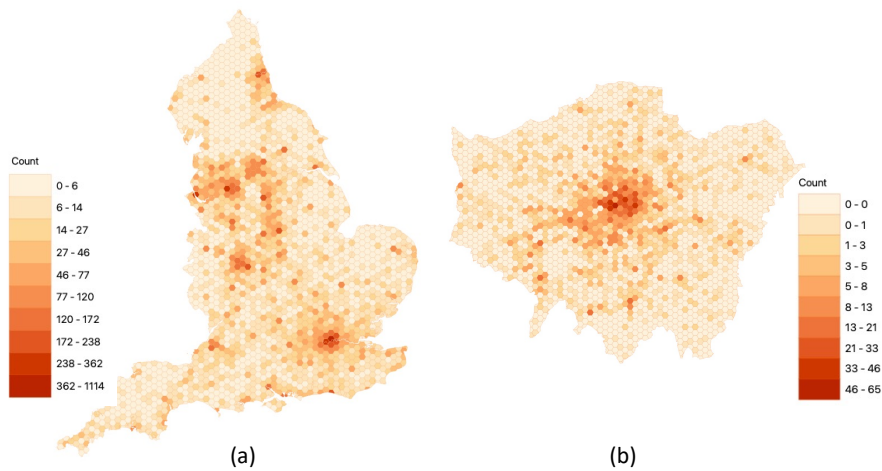 Count
0 - 6
6 - 14
14 - 27
27 - 46
46 - 77
77 - 120
120 - 172
172 - 238
238 - 362
362 - 1114
(a)
Count
0 - 0
0 - 1
1 - 3
3 - 5
5 - 8
8 - 13
13 - 21
21 - 33
33 - 46
46 - 65
(b)